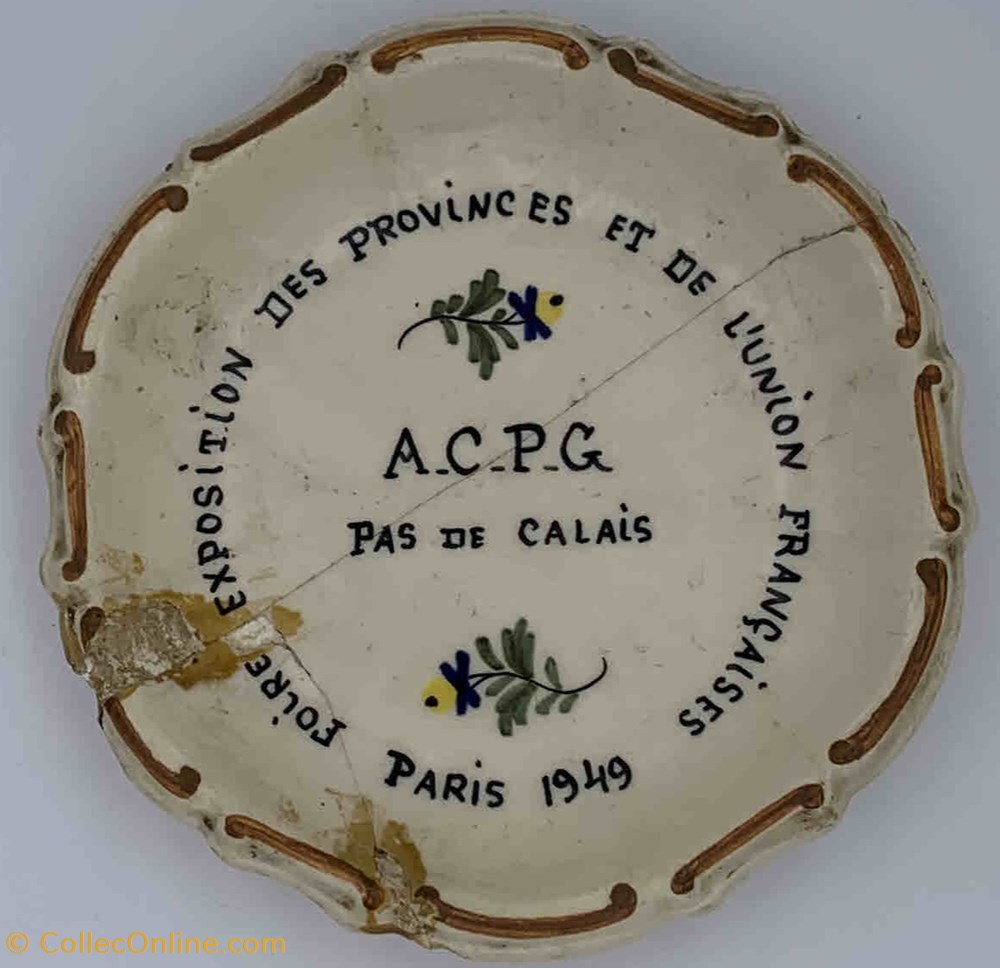 FOIRE EXPOSITION DES PROVINCES ET DE L'UNION FRANÇAISES
A.C.P.G
PAS DE CALAIS
PARIS 1949
© CollecOnline.com